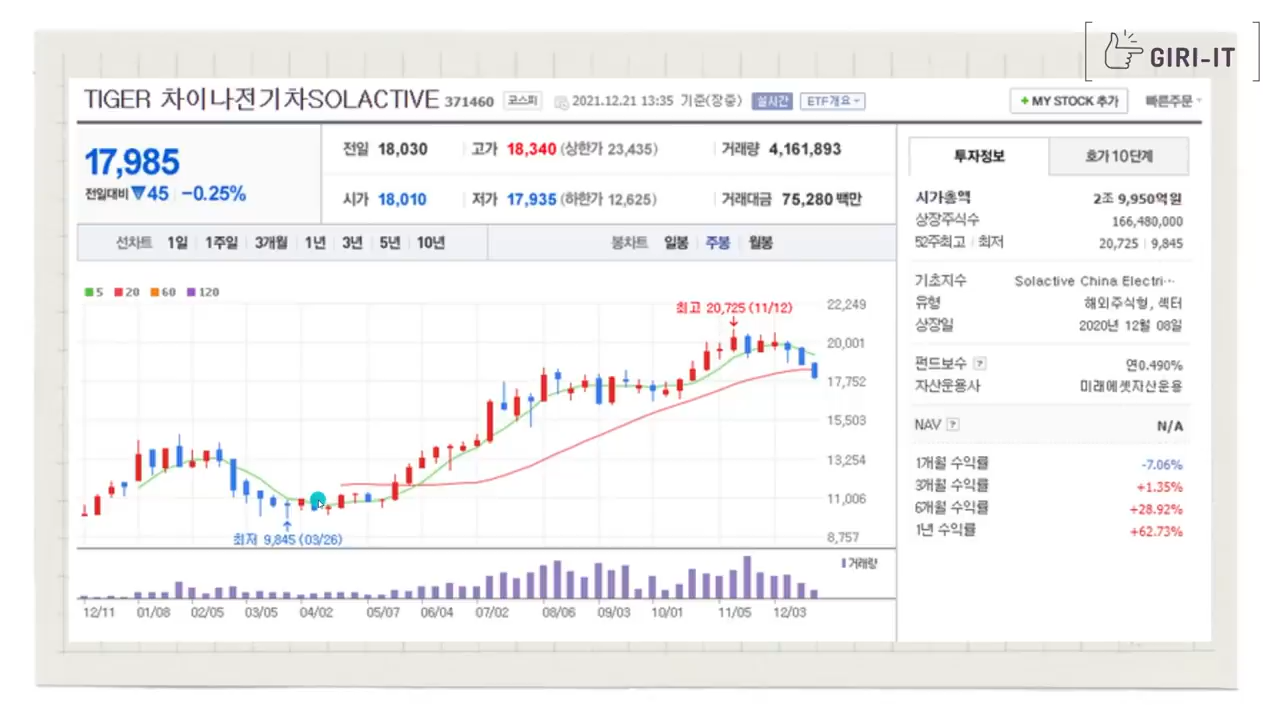 GIRI-IT
TIGER 차이나전기차SOLACTIVE 371460 코스피 2021.12.21 13:35 기준(장중) 실시간 ETF개요
+ MY STOCK 추가 빠른주문
17,985
전일대비 ▼45 -0.25%
전일 18,030 고가 18,340 (상한가 23,435) 거래량 4,161,893
시가 18,010 저가 17,935 (하한가 12,625) 거래대금 75,280 백만
선차트 1일 1주일 3개월 1년 3년 5년 10년 봉차트 일봉 주봉 월봉
5 20 60 120
최고 20,725 (11/12)
22,249
20,001
17,752
15,503
13,254
11,006
8,757
최저 9,845 (03/26)
거래량
12/11 01/08 02/05 03/05 04/02 05/07 06/04 07/02 08/06 09/03 10/01 11/05 12/03
투자정보 호가 10단계
시가총액 2조 9,950억원
상장주식수 166,480,000
52주최고 | 최저 20,725 | 9,845
기초지수 Solactive China Electri…
유형 해외주식형, 섹터
상장일 2020년 12월 08일
펀드보수 ? 연0.490%
자산운용사 미래에셋자산운용
NAV ? N/A
1개월 수익률 -7.06%
3개월 수익률 +1.35%
6개월 수익률 +28.92%
1년 수익률 +62.73%